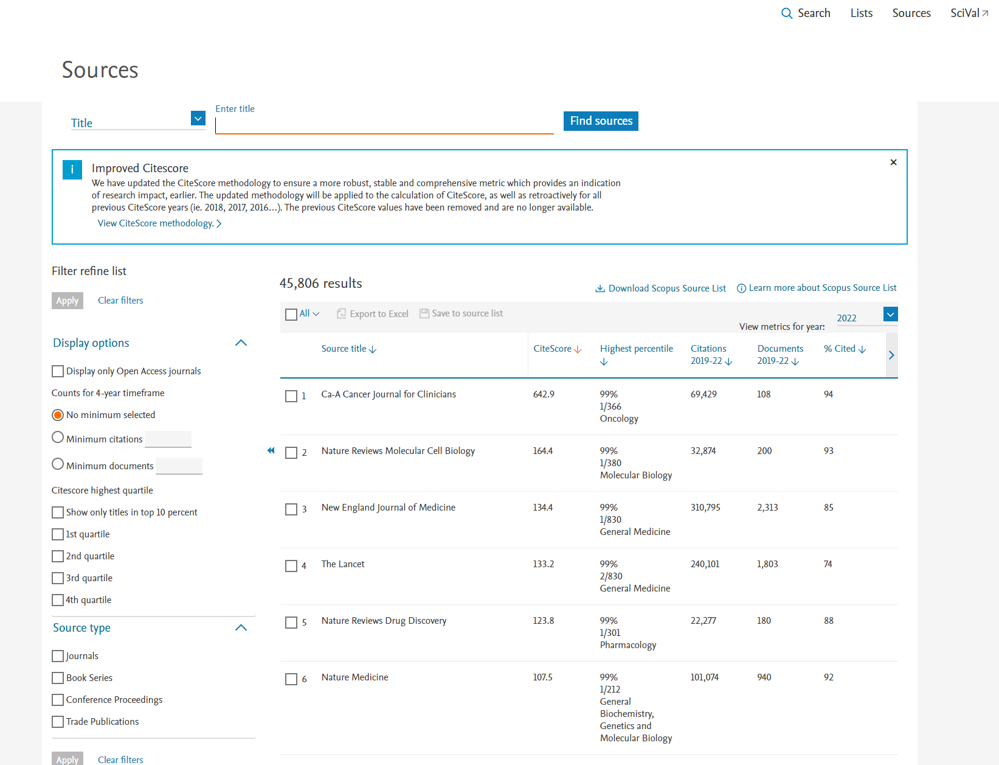 Search Lists Sources SciVal
Sources
Title
Enter title
Find sources
i
Improved Citescore
We have updated the CiteScore methodology to ensure a more robust, stable and comprehensive metric which provides an indication
of research impact, earlier. The updated methodology will be applied to the calculation of CiteScore, as well as retroactively for all
previous CiteScore years (ie. 2018, 2017, 2016...). The previous CiteScore values have been removed and are no longer available.
View CiteScore methodology.
Filter refine list
Apply Clear filters
Display options
Display only Open Access journals
Counts for 4-year timeframe
No minimum selected
Minimum citations
Minimum documents
Citescore highest quartile
Show only titles in top 10 percent
1st quartile
2nd quartile
3rd quartile
4th quartile
Source type
Journals
Book Series
Conference Proceedings
Trade Publications
Apply Clear filters
45,806 results
Download Scopus Source List Learn more about Scopus Source List
All Export to Excel Save to source list
View metrics for year: 2022
Source title CiteScore Highest percentile Citations Documents % Cited
2019-22 2019-22
1 Ca-A Cancer Journal for Clinicians 642.9 99% 69,429 108 94
1/366
Oncology
2 Nature Reviews Molecular Cell Biology 164.4 99% 32,874 200 93
1/380
Molecular Biology
3 New England Journal of Medicine 134.4 99% 310,795 2,313 85
1/830
General Medicine
4 The Lancet 133.2 99% 240,101 1,803 74
2/830
General Medicine
5 Nature Reviews Drug Discovery 123.8 99% 22,277 180 88
1/301
Pharmacology
6 Nature Medicine 107.5 99% 101,074 940 92
1/212
General
Biochemistry,
Genetics and
Molecular Biology